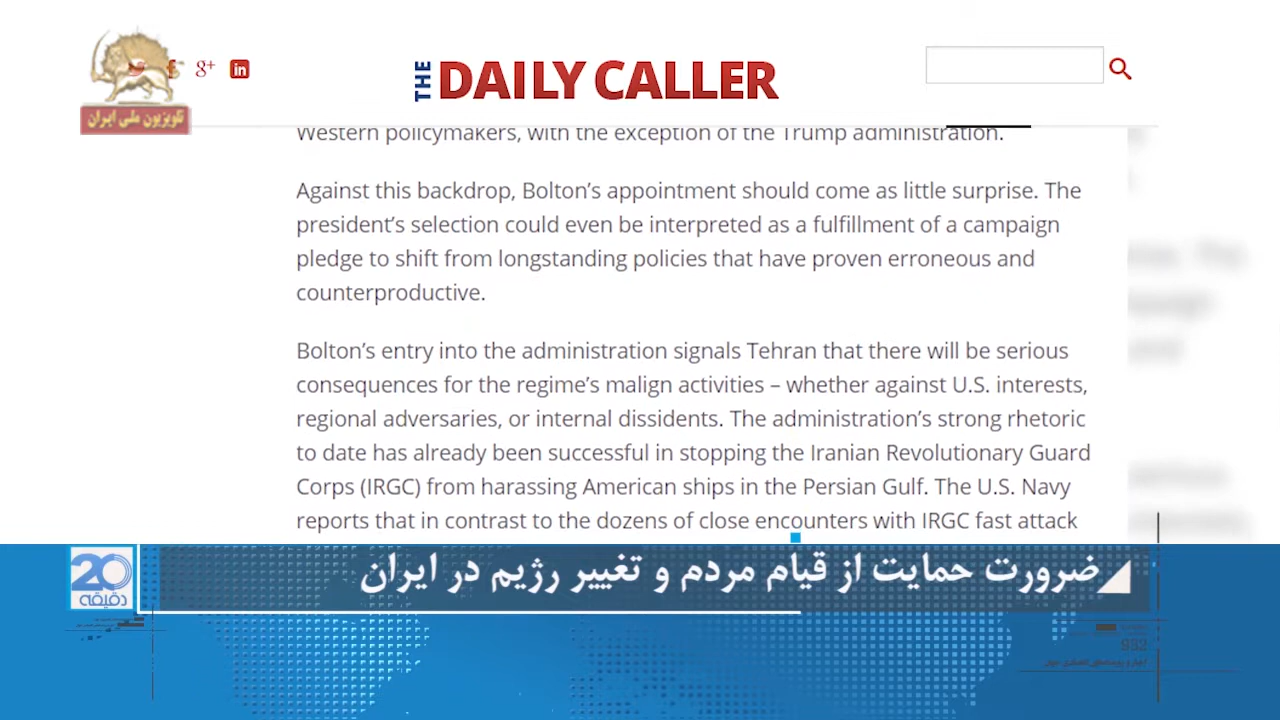 g+
in
تلویزیون ملی ایران
THE DAILY CALLER
Western policymakers, with the exception of the Trump administration.
Against this backdrop, Bolton's appointment should come as little surprise. The
president's selection could even be interpreted as a fulfillment of a campaign
pledge to shift from longstanding policies that have proven erroneous and
counterproductive.
Bolton's entry into the administration signals Tehran that there will be serious
consequences for the regime's malign activities – whether against U.S. interests,
regional adversaries, or internal dissidents. The administration's strong rhetoric
to date has already been successful in stopping the Iranian Revolutionary Guard
Corps (IRGC) from harassing American ships in the Persian Gulf. The U.S. Navy
reports that in contrast to the dozens of close encounters with IRGC fast attack
ضرورت حمایت از قیام مردم و تغییر رژیم در ایران
20
دقیقه